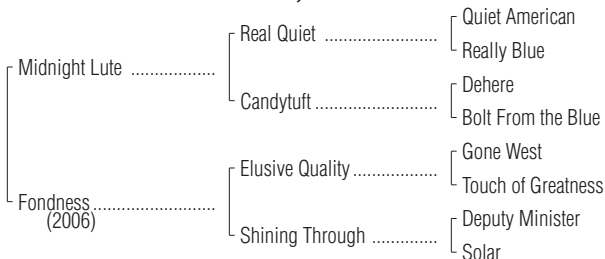 Quiet American
Real Quiet ........................
Really Blue
Midnight Lute ..................
Dehere
Candytuft ..........................
Bolt From the Blue
Gone West
Elusive Quality ..................
Touch of Greatness
Fondness ..........................
(2006)
Deputy Minister
Shining Through ..............
Solar